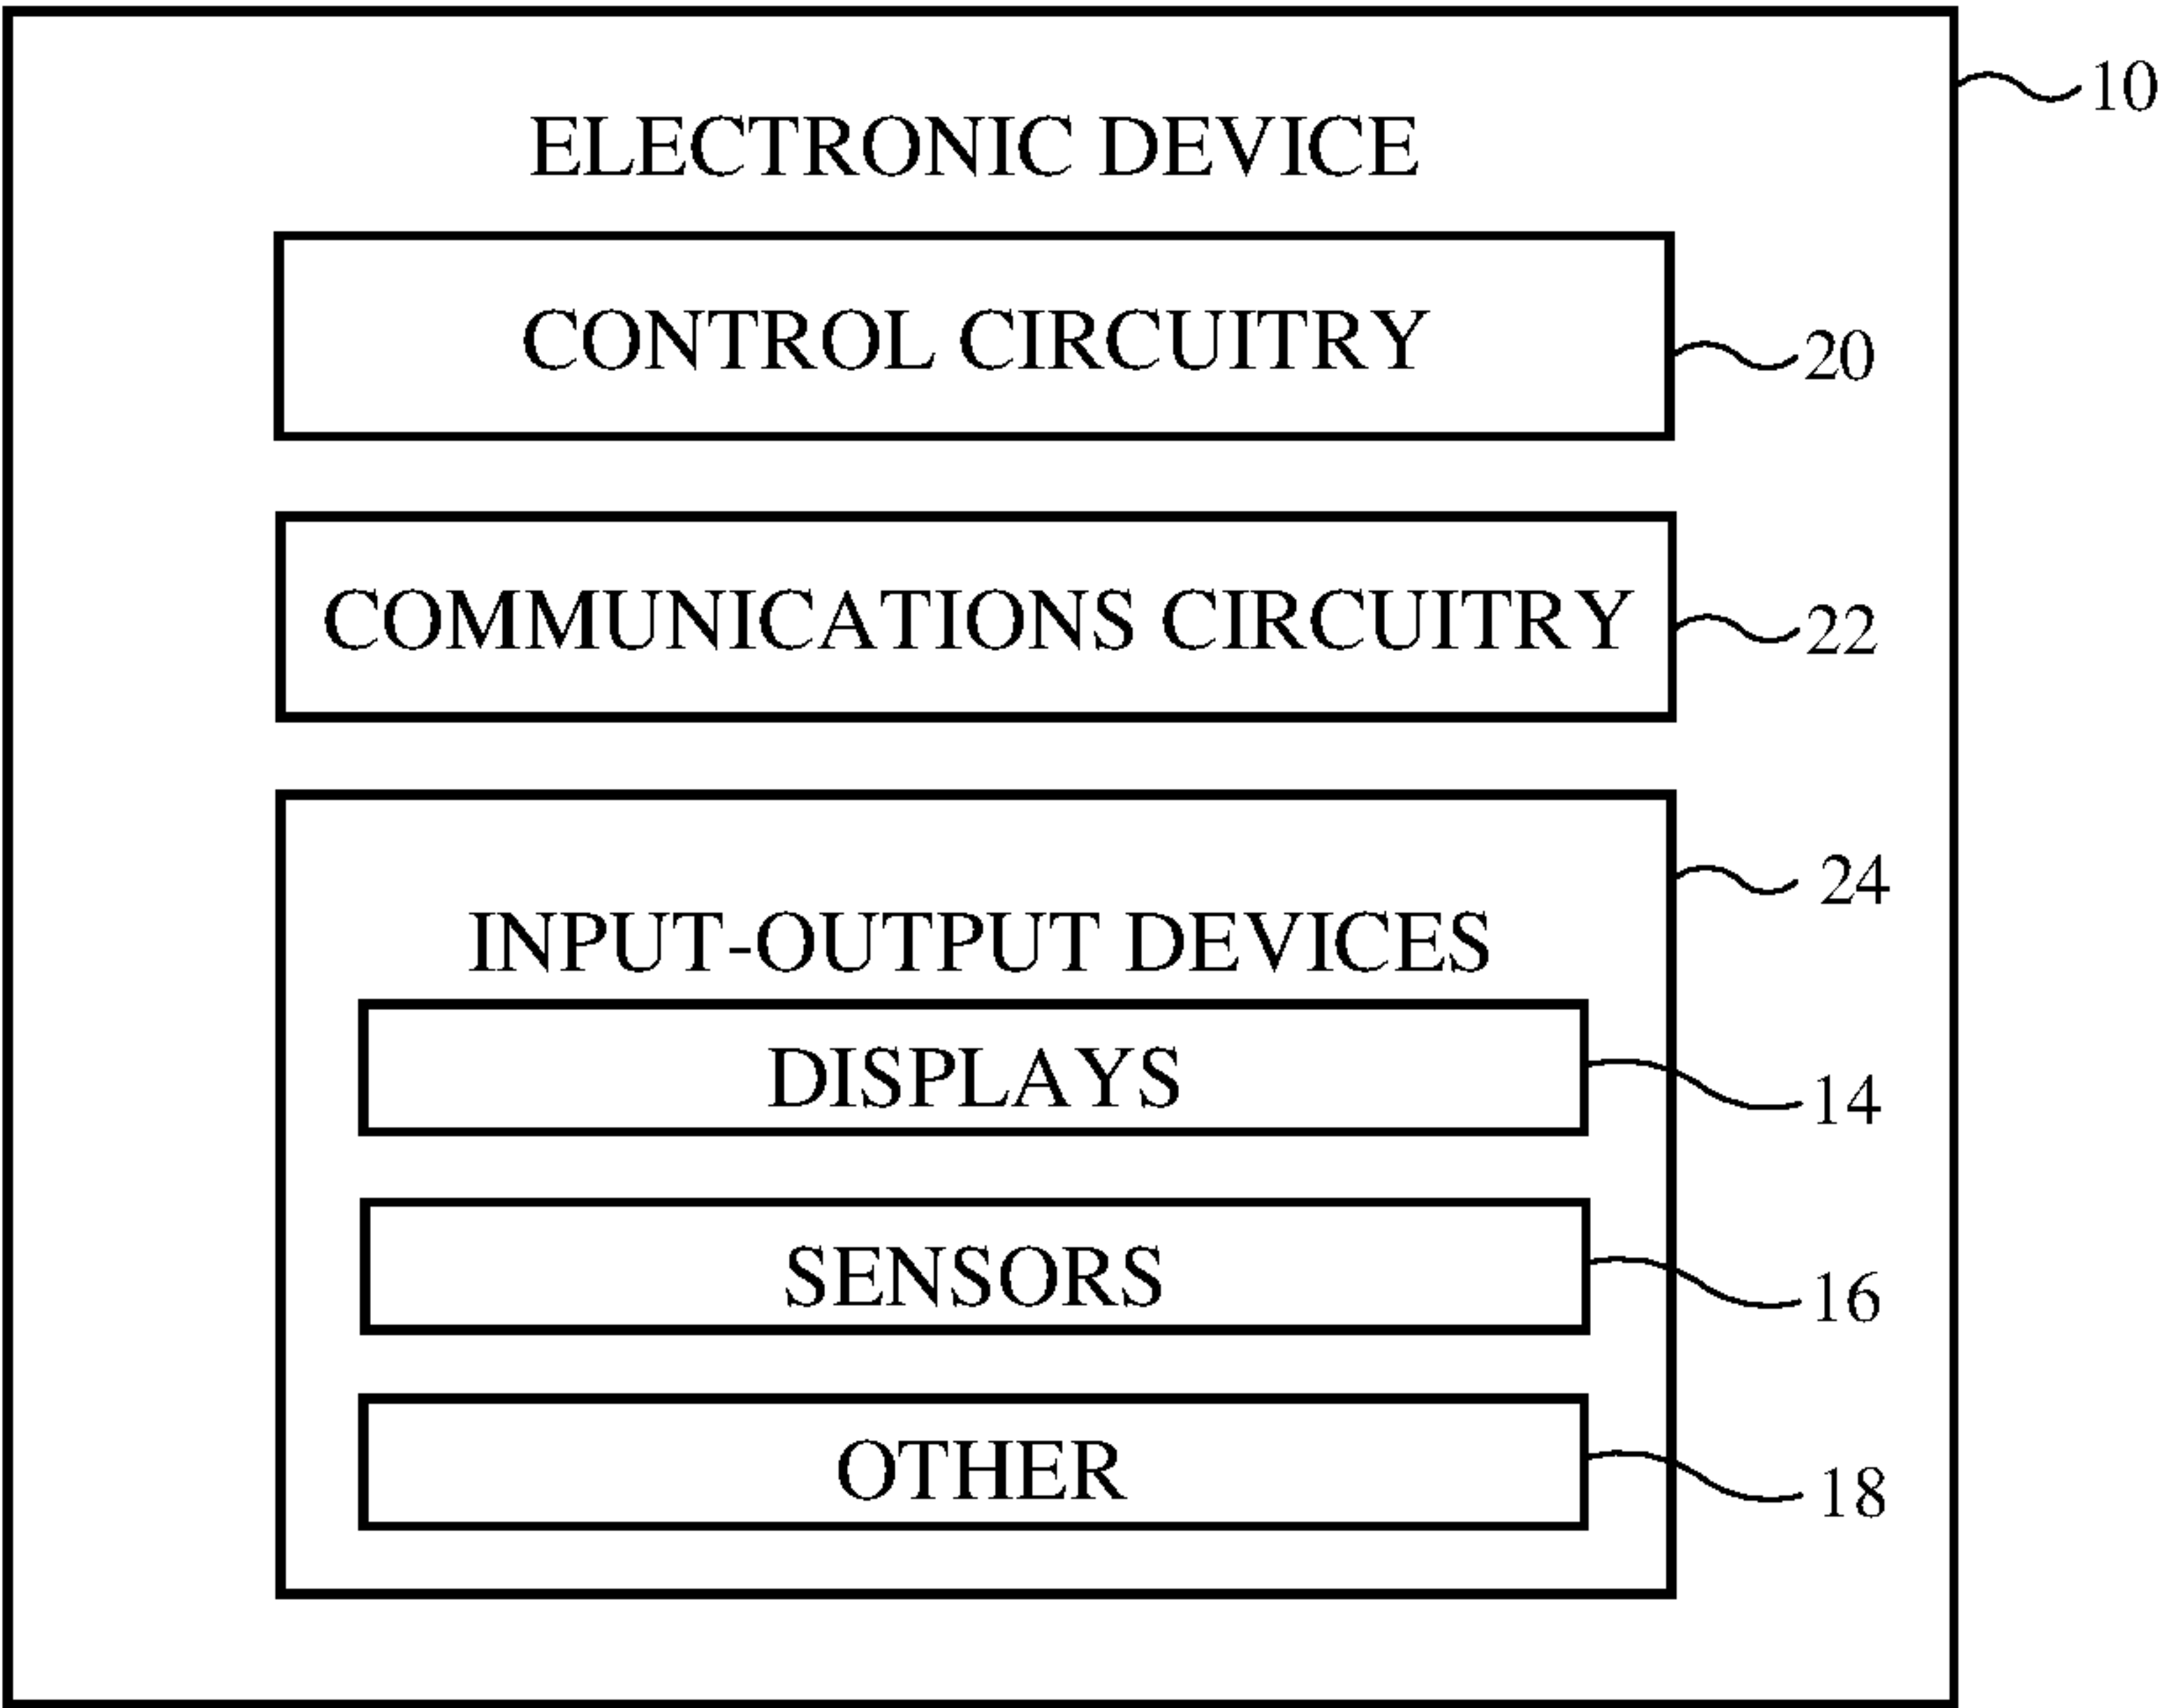 10
ELECTRONIC DEVICE
CONTROL CIRCUITRY
20
COMMUNICATIONS CIRCUITRY
22
24
INPUT-OUTPUT DEVICES
DISPLAYS
14
SENSORS
16
OTHER
18